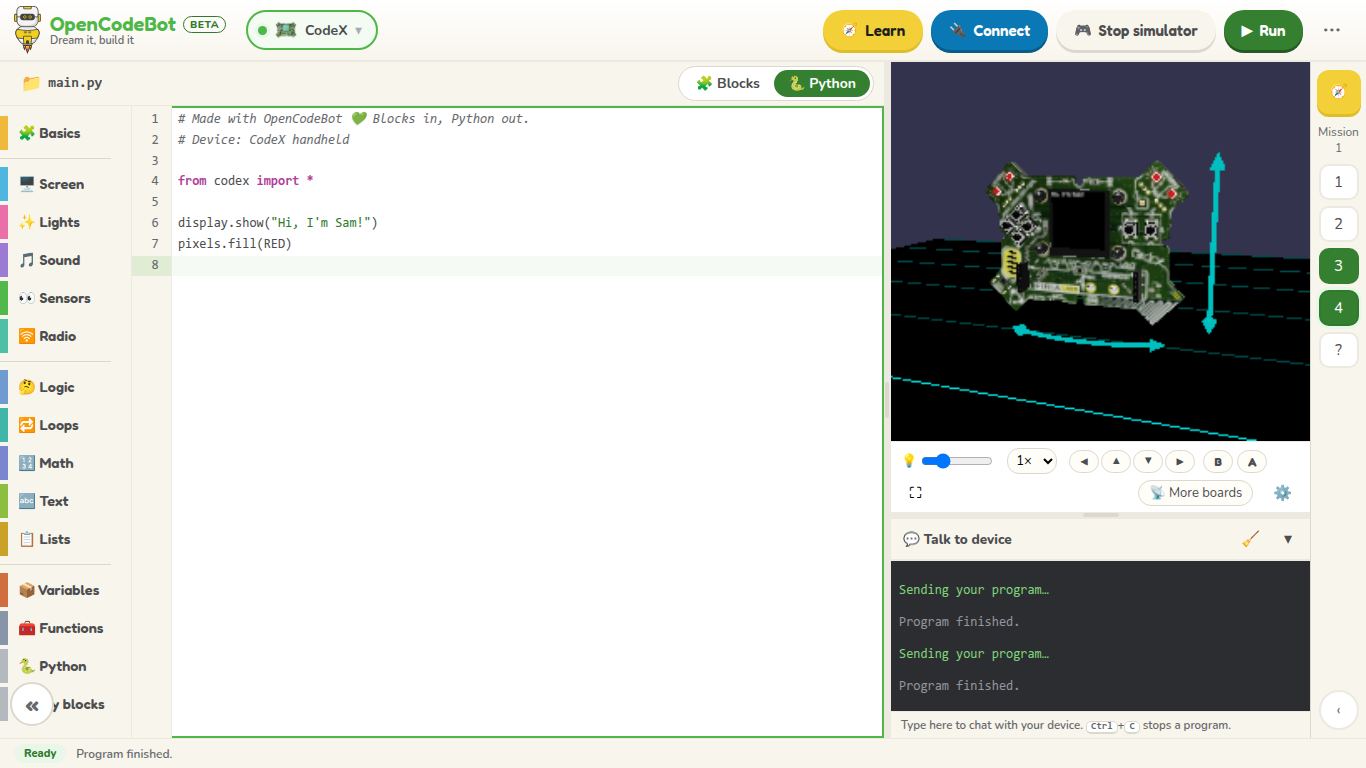 OpenCodeBot BETA
Dream it, build it
CodeX ▾
Learn
Connect
Stop simulator
▶ Run
main.py
Blocks
Python
Basics
Screen
Lights
Sound
Sensors
Radio
Logic
Loops
Math
Text
Lists
Variables
Functions
Python
y blocks
«
1 # Made with OpenCodeBot 💚 Blocks in, Python out.
2 # Device: CodeX handheld
3
4 from codex import *
5
6 display.show("Hi, I'm Sam!")
7 pixels.fill(RED)
8
1×
◀ ▲ ▼ ▶ B A
More boards
Talk to device
▼
Sending your program…
Program finished.
Sending your program…
Program finished.
Type here to chat with your device. Ctrl+C stops a program.
Mission
1
1
2
3
4
?
‹
Ready Program finished.